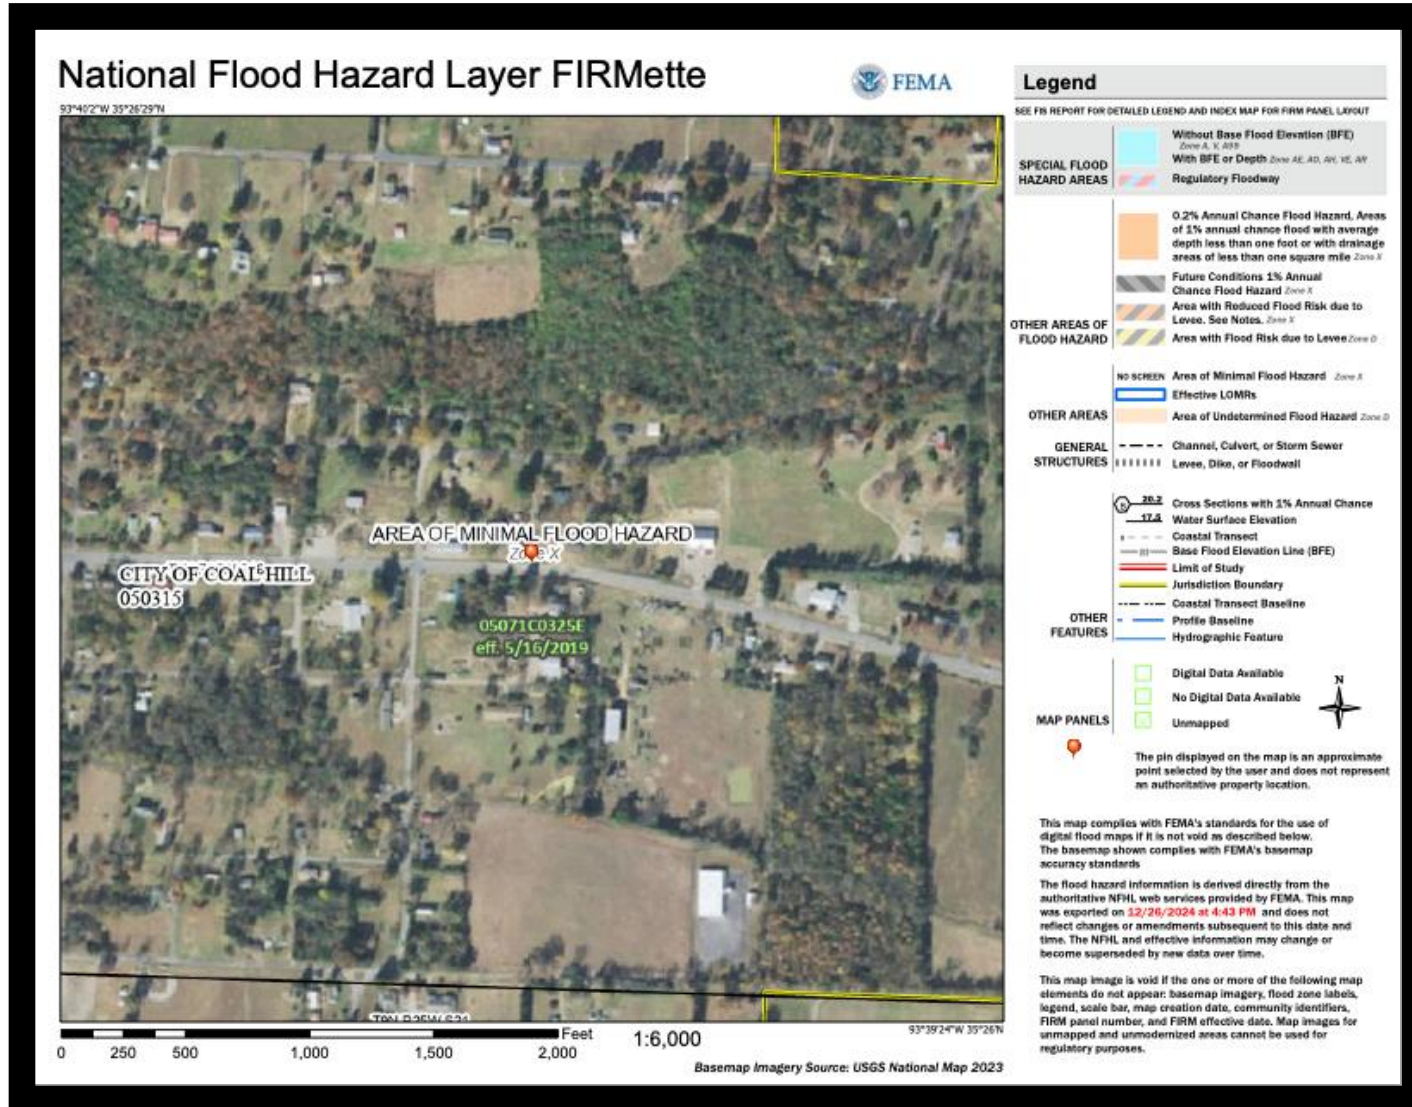 National Flood Hazard Layer FIRMette
FEMA
93°40'2"W 35°26'29"N
AREA OF MINIMAL FLOOD HAZARD
Zone X
CITY OF COAL HILL
050315
05071C0325E
eff. 5/16/2019
93°39'24"W 35°26'N
Feet
1:6,000
0 250 500 1,000 1,500 2,000
Basemap Imagery Source: USGS National Map 2023
Legend
SEE FIS REPORT FOR DETAILED LEGEND AND INDEX MAP FOR FIRM PANEL LAYOUT
SPECIAL FLOOD
HAZARD AREAS
Without Base Flood Elevation (BFE)
Zone A, V, A99
With BFE or Depth Zone AE, AO, AH, VE, AR
Regulatory Floodway
OTHER AREAS OF
FLOOD HAZARD
0.2% Annual Chance Flood Hazard, Areas
of 1% annual chance flood with average
depth less than one foot or with drainage
areas of less than one square mile Zone X
Future Conditions 1% Annual
Chance Flood Hazard Zone X
Area with Reduced Flood Risk due to
Levee. See Notes. Zone X
Area with Flood Risk due to Levee Zone D
OTHER AREAS
NO SCREEN Area of Minimal Flood Hazard Zone X
Effective LOMRs
Area of Undetermined Flood Hazard Zone D
GENERAL
STRUCTURES
Channel, Culvert, or Storm Sewer
Levee, Dike, or Floodwall
OTHER
FEATURES
20.2 Cross Sections with 1% Annual Chance
17.5 Water Surface Elevation
Coastal Transect
Base Flood Elevation Line (BFE)
Limit of Study
Jurisdiction Boundary
Coastal Transect Baseline
Profile Baseline
Hydrographic Feature
MAP PANELS
Digital Data Available
No Digital Data Available
Unmapped
N
The pin displayed on the map is an approximate
point selected by the user and does not represent
an authoritative property location.
This map complies with FEMA's standards for the use of
digital flood maps if it is not void as described below.
The basemap shown complies with FEMA's basemap
accuracy standards
The flood hazard information is derived directly from the
authoritative NFHL web services provided by FEMA. This map
was exported on 12/26/2024 at 4:43 PM and does not
reflect changes or amendments subsequent to this date and
time. The NFHL and effective information may change or
become superseded by new data over time.
This map image is void if the one or more of the following map
elements do not appear: basemap imagery, flood zone labels,
legend, scale bar, map creation date, community identifiers,
FIRM panel number, and FIRM effective date. Map images for
unmapped and unmodernized areas cannot be used for
regulatory purposes.